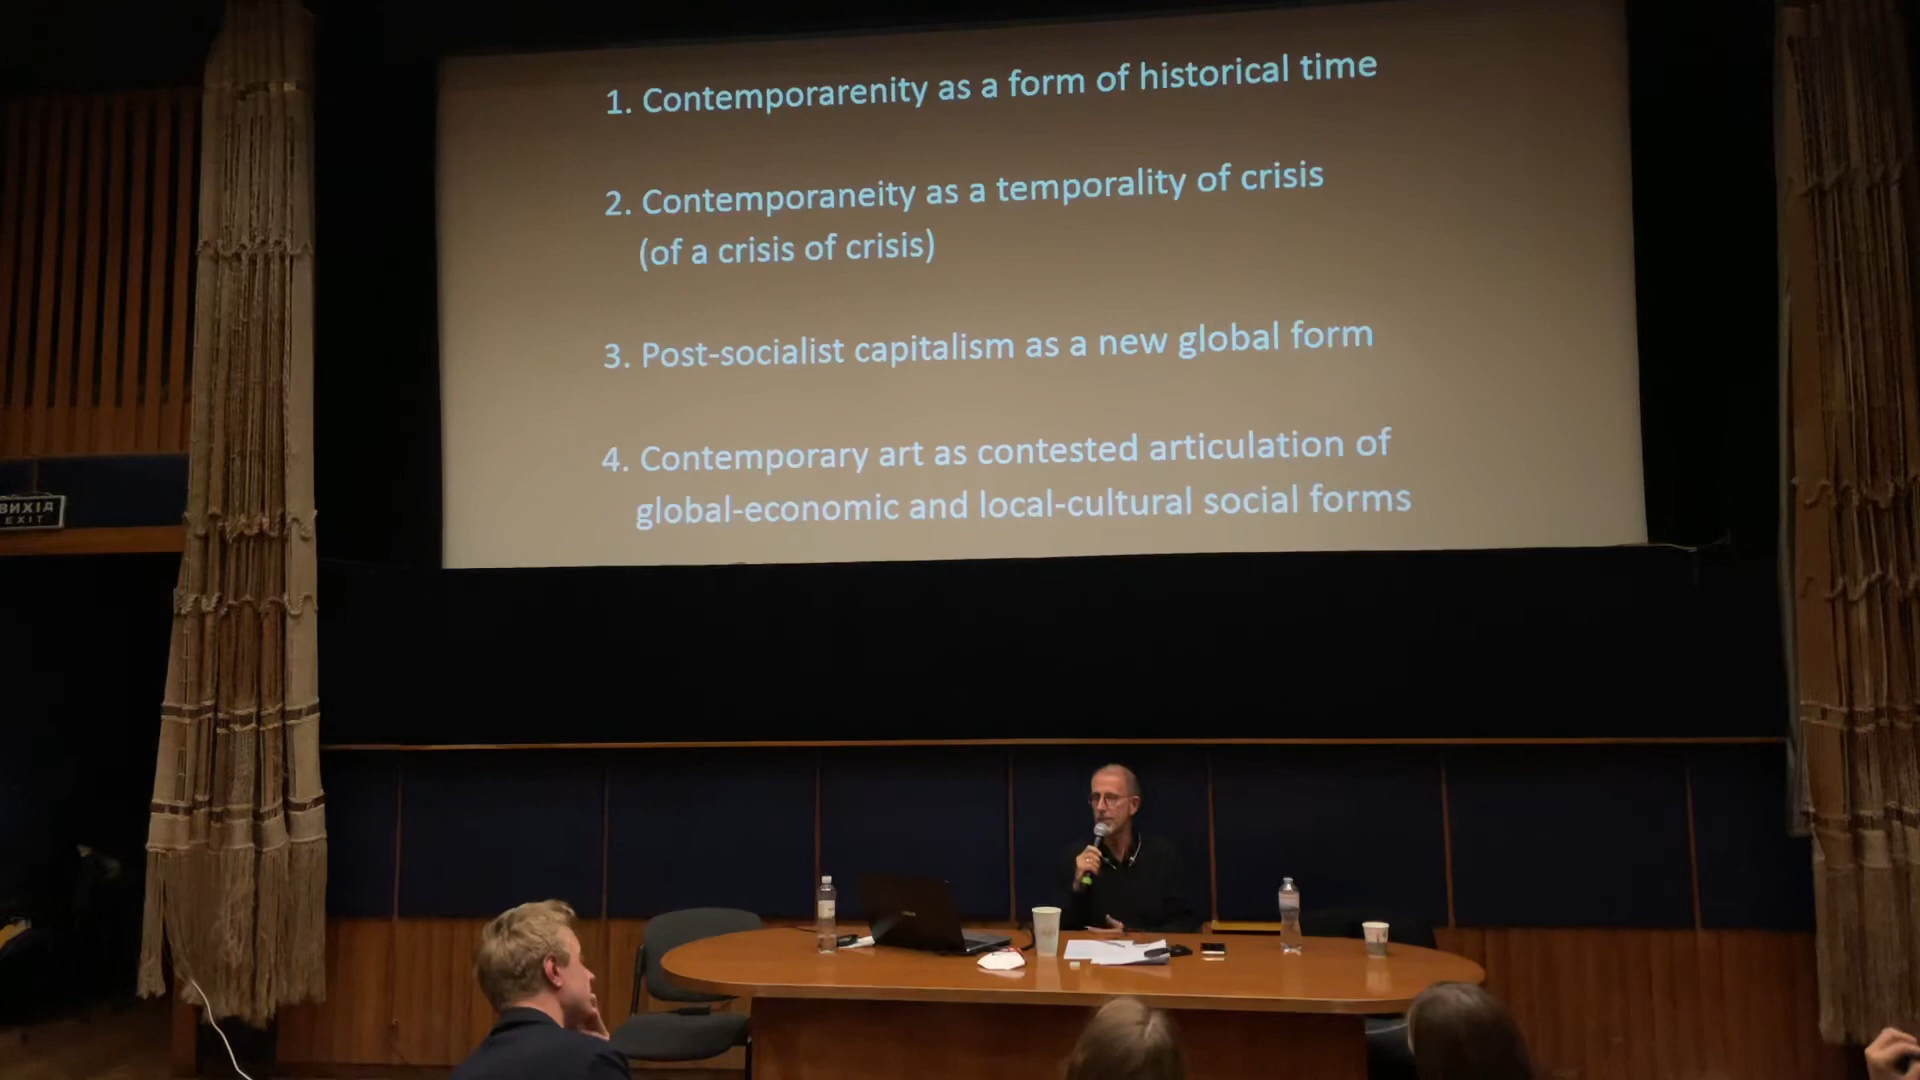 1. Contemporarenity as a form of historical time
2. Contemporaneity as a temporality of crisis
(of a crisis of crisis)
3. Post-socialist capitalism as a new global form
4. Contemporary art as contested articulation of
global-economic and local-cultural social forms
ВИХІД
EXIT